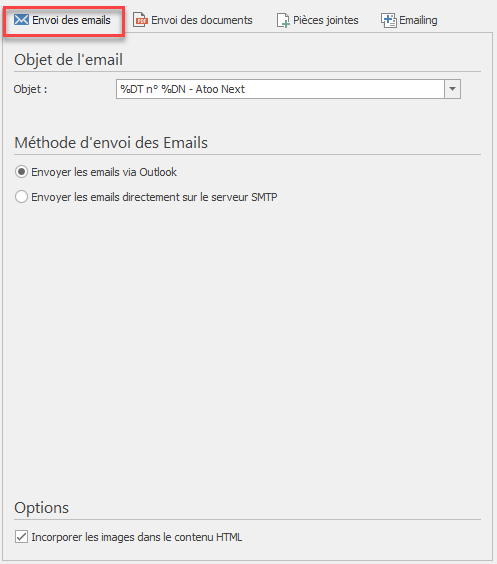 Envoi des emails Envoi des documents Pièces jointes Emailing
Objet de l'email
Objet : %DT n° %DN - Atoo Next
Méthode d'envoi des Emails
Envoyer les emails via Outlook
Envoyer les emails directement sur le serveur SMTP
Options
Incorporer les images dans le contenu HTML